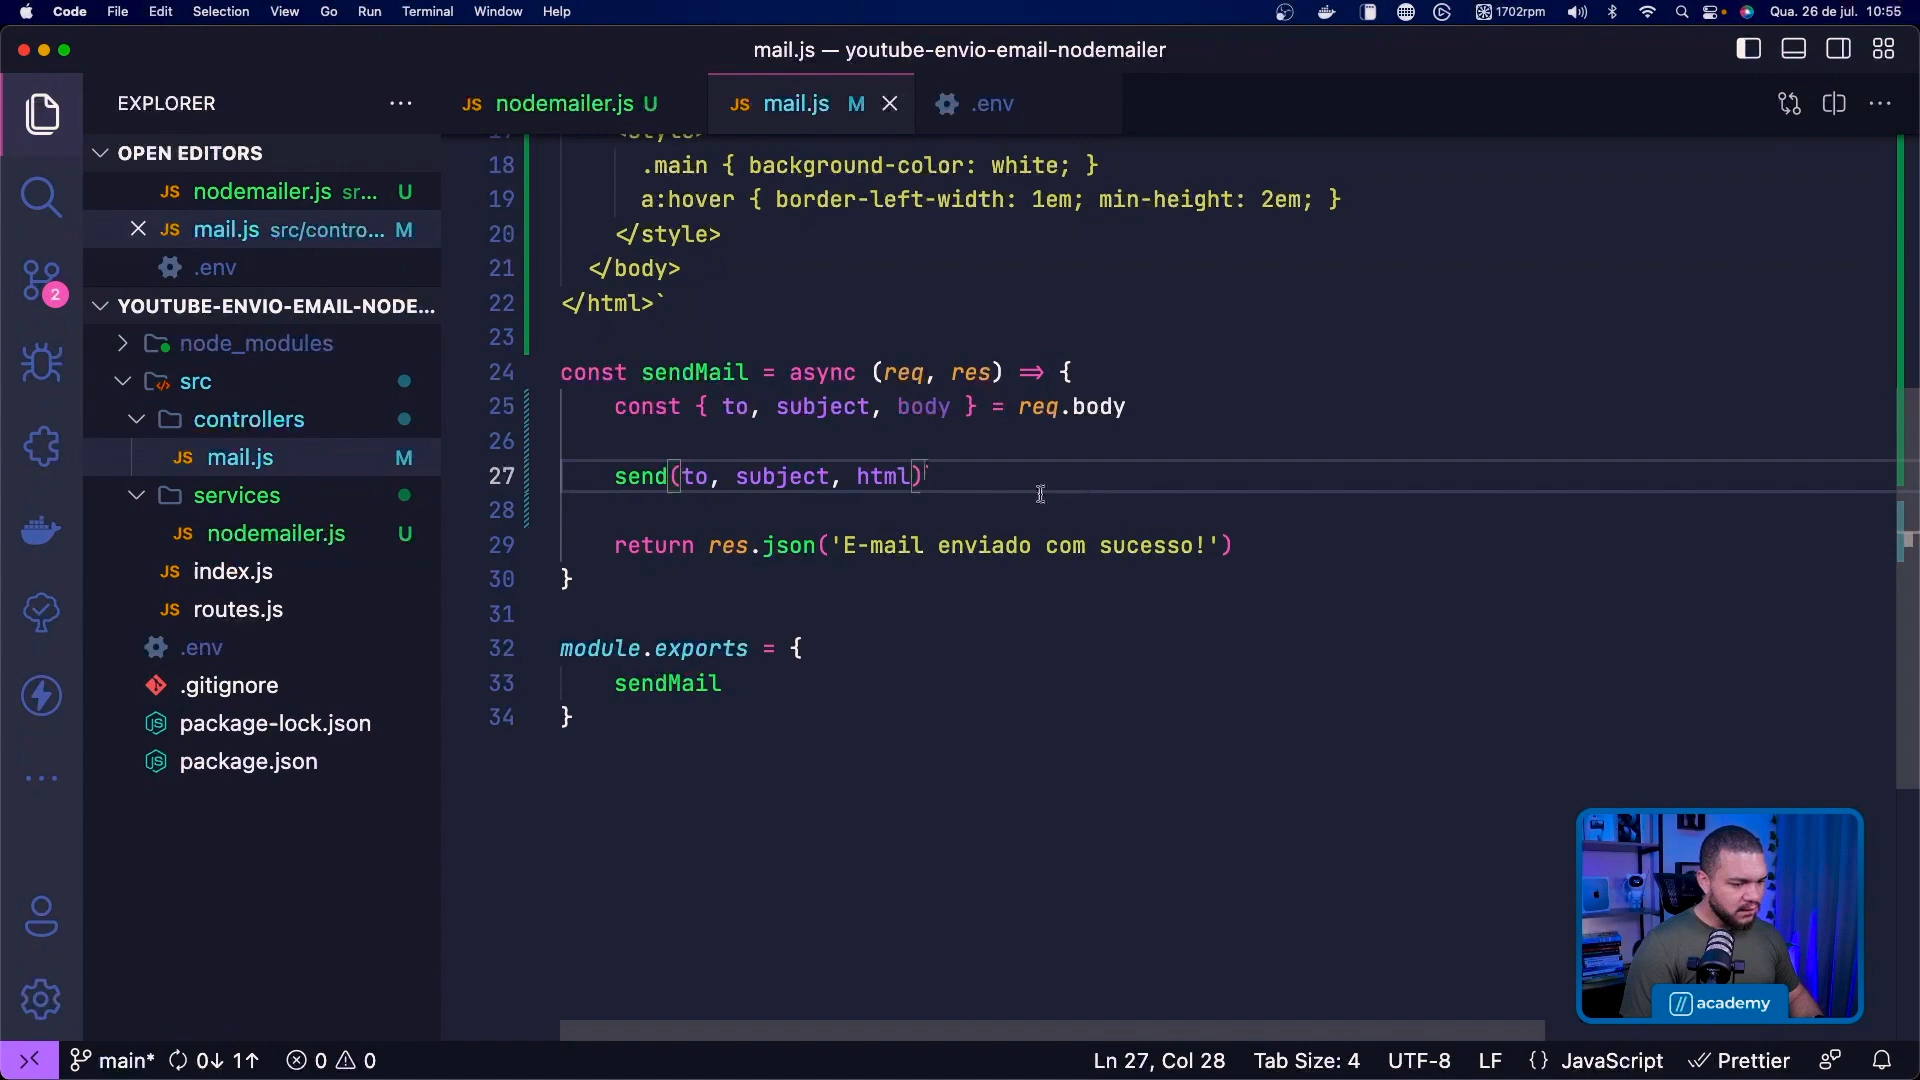 Code File Edit Selection View Go Run Terminal Window Help 1702rpm Qua. 26 de jul. 10:55
mail.js — youtube-envio-email-nodemailer
EXPLORER
JS nodemailer.js U
JS mail.js M
.env
OPEN EDITORS
JS nodemailer.js sr... U
JS mail.js src/contro... M
.env
YOUTUBE-ENVIO-EMAIL-NODE...
node_modules
src
controllers
JS mail.js M
services
JS nodemailer.js U
JS index.js
JS routes.js
.env
.gitignore
package-lock.json
package.json
2
17 <style>
18 .main { background-color: white; }
19 a:hover { border-left-width: 1em; min-height: 2em; }
20 </style>
21 </body>
22 </html>`
23
24 const sendMail = async (req, res) => {
25 const { to, subject, body } = req.body
26
27 send(to, subject, html)
28
29 return res.json('E-mail enviado com sucesso!')
30 }
31
32 module.exports = {
33 sendMail
34 }
// academy
main* 0↓ 1↑ 0 0 Ln 27, Col 28 Tab Size: 4 UTF-8 LF {} JavaScript Prettier